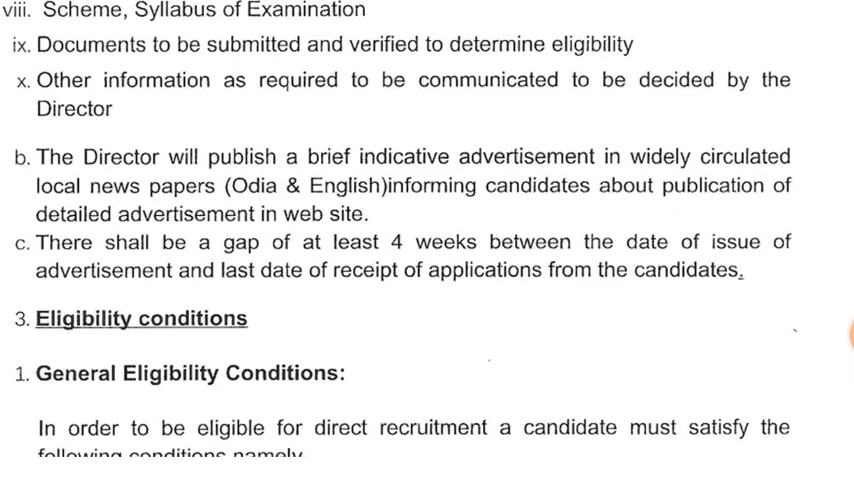 viii. Scheme, Syllabus of Examination
ix. Documents to be submitted and verified to determine eligibility
x. Other information as required to be communicated to be decided by the
Director
b. The Director will publish a brief indicative advertisement in widely circulated
local news papers (Odia & English)informing candidates about publication of
detailed advertisement in web site.
c. There shall be a gap of at least 4 weeks between the date of issue of
advertisement and last date of receipt of applications from the candidates.
3. Eligibility conditions
1. General Eligibility Conditions:
In order to be eligible for direct recruitment a candidate must satisfy the
following conditions namely